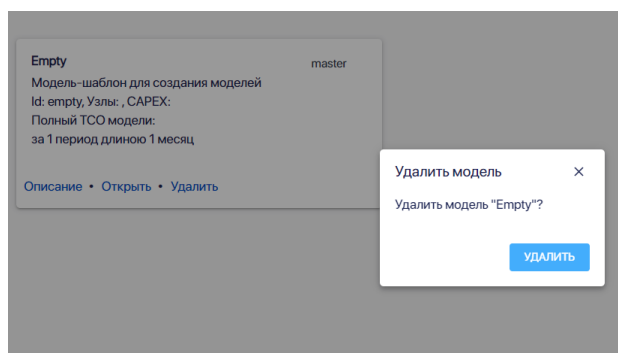 Empty
master
Модель-шаблон для создания моделей
Id: empty, Узлы: , CAPEX:
Полный TCO модели:
за 1 период длиною 1 месяц
Описание • Открыть • Удалить
Удалить модель
Удалить модель "Empty"?
УДАЛИТЬ